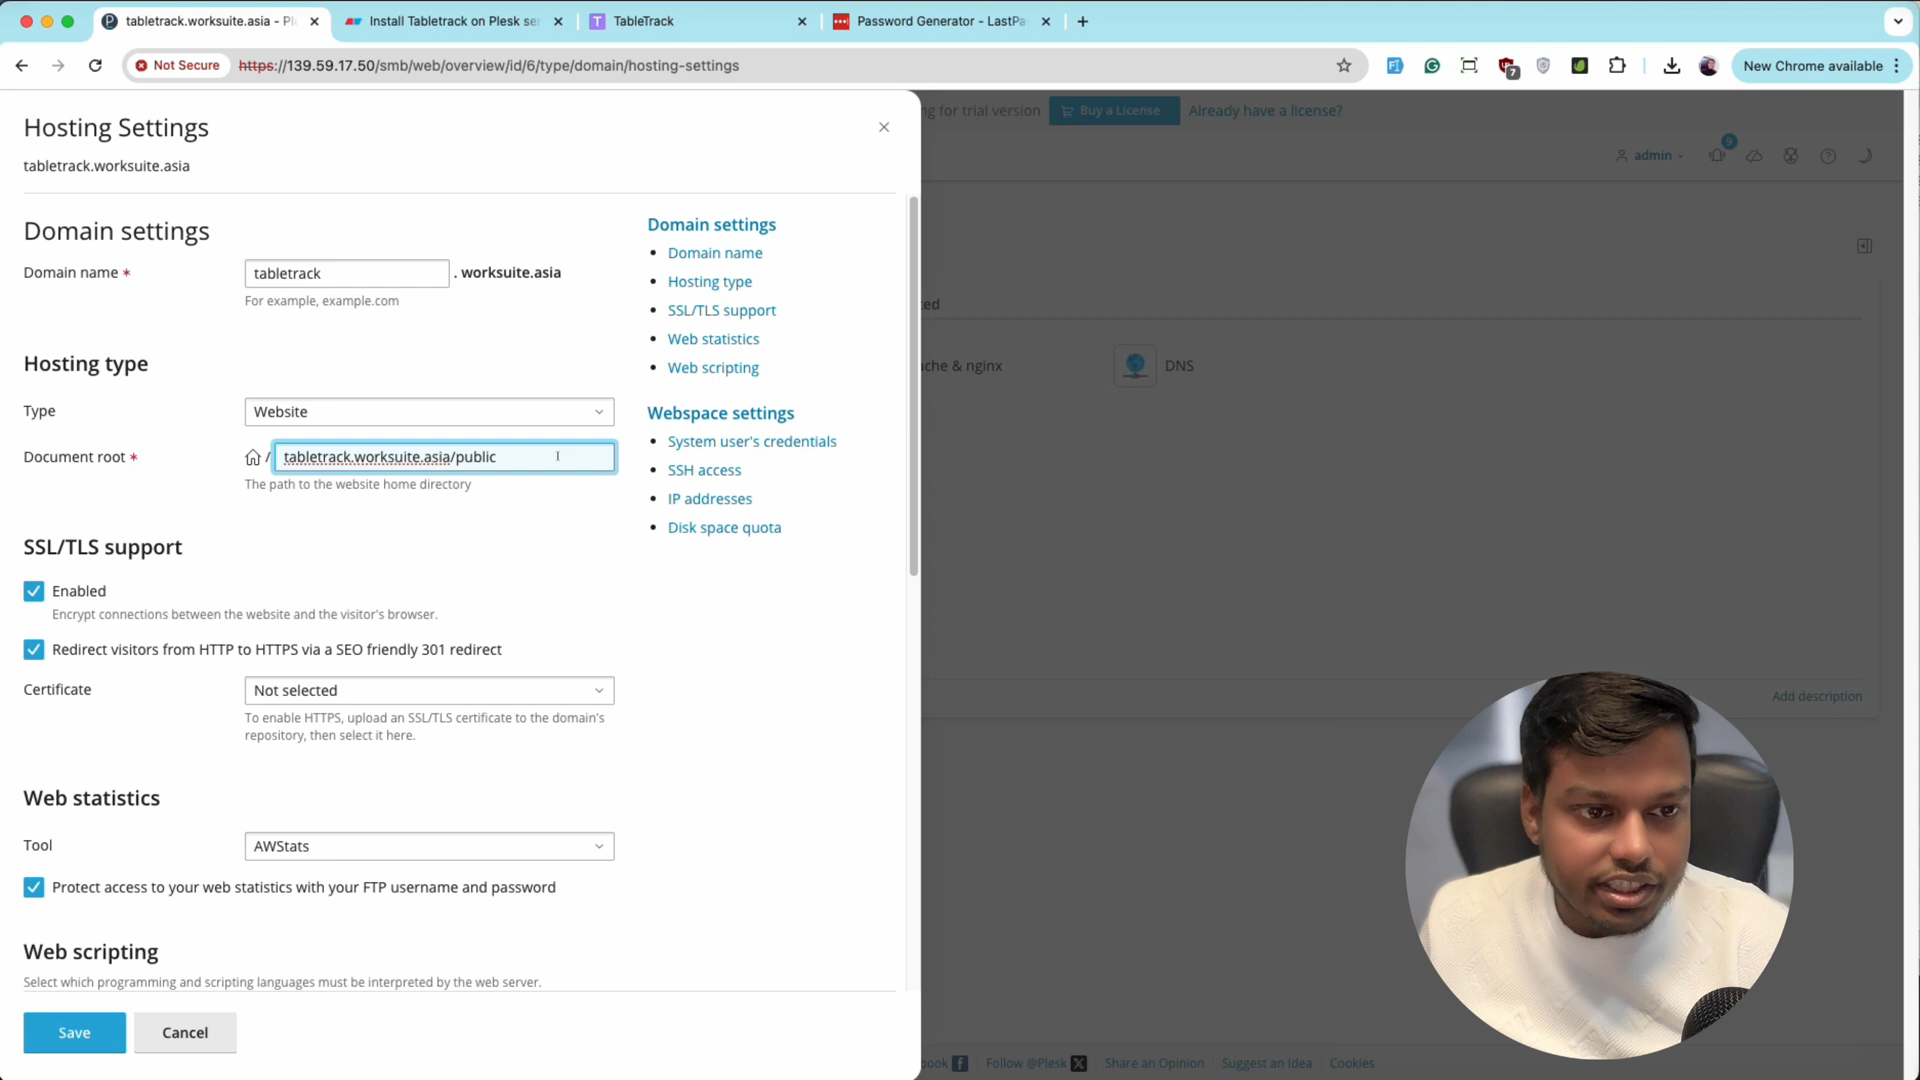 tabletrack.worksuite.asia - Pl
Install Tabletrack on Plesk se
TableTrack
Password Generator - LastPa
Not Secure
https://139.59.17.50/smb/web/overview/id/6/type/domain/hosting-settings
7
New Chrome available
Hosting Settings
tabletrack.worksuite.asia
ng for trial version
Buy a License
Already have a license?
admin
9
Domain settings
Domain name *
tabletrack
. worksuite.asia
For example, example.com
Hosting type
Type
Website
Document root *
/
tabletrack.worksuite.asia/public
The path to the website home directory
SSL/TLS support
Enabled
Encrypt connections between the website and the visitor's browser.
Redirect visitors from HTTP to HTTPS via a SEO friendly 301 redirect
Certificate
Not selected
To enable HTTPS, upload an SSL/TLS certificate to the domain's
repository, then select it here.
Web statistics
Tool
AWStats
Protect access to your web statistics with your FTP username and password
Web scripting
Select which programming and scripting languages must be interpreted by the web server.
Save
Cancel
Domain settings
Domain name
Hosting type
SSL/TLS support
Web statistics
Web scripting
Webspace settings
System user's credentials
SSH access
IP addresses
Disk space quota
ted
che & nginx
DNS
Add description
book
Follow @Plesk
Share an Opinion
Suggest an Idea
Cookies